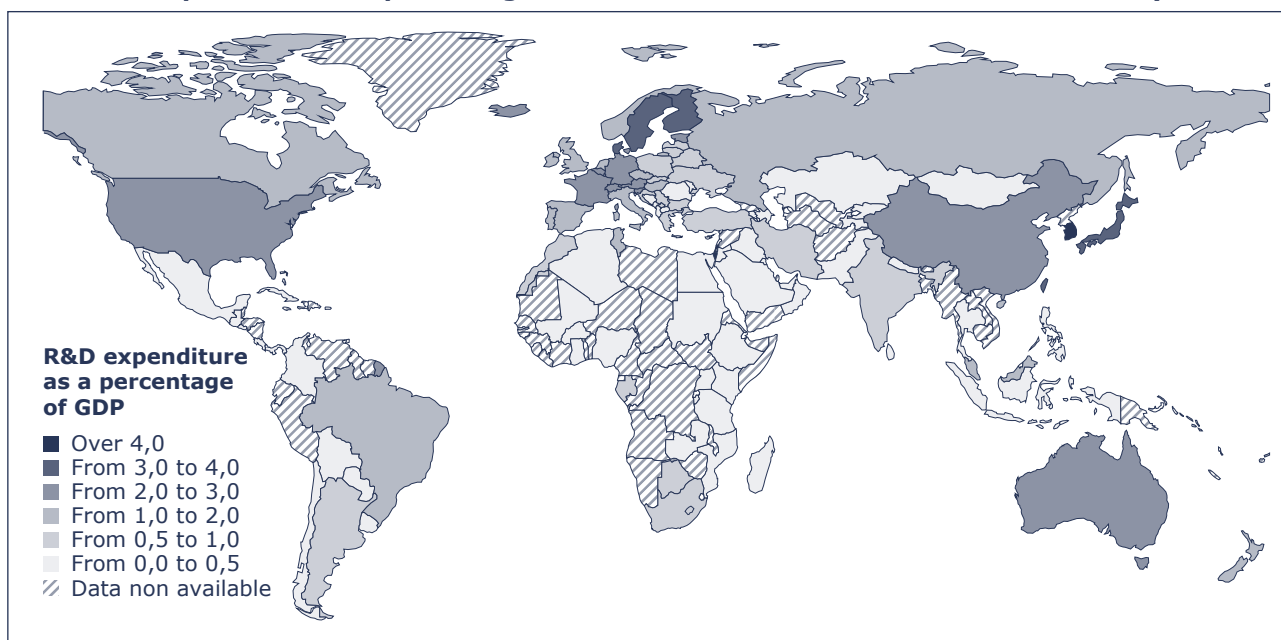 R&D expenditure
as a percentage
of GDP
Over 4,0
From 3,0 to 4,0
From 2,0 to 3,0
From 1,0 to 2,0
From 0,5 to 1,0
From 0,0 to 0,5
Data non available